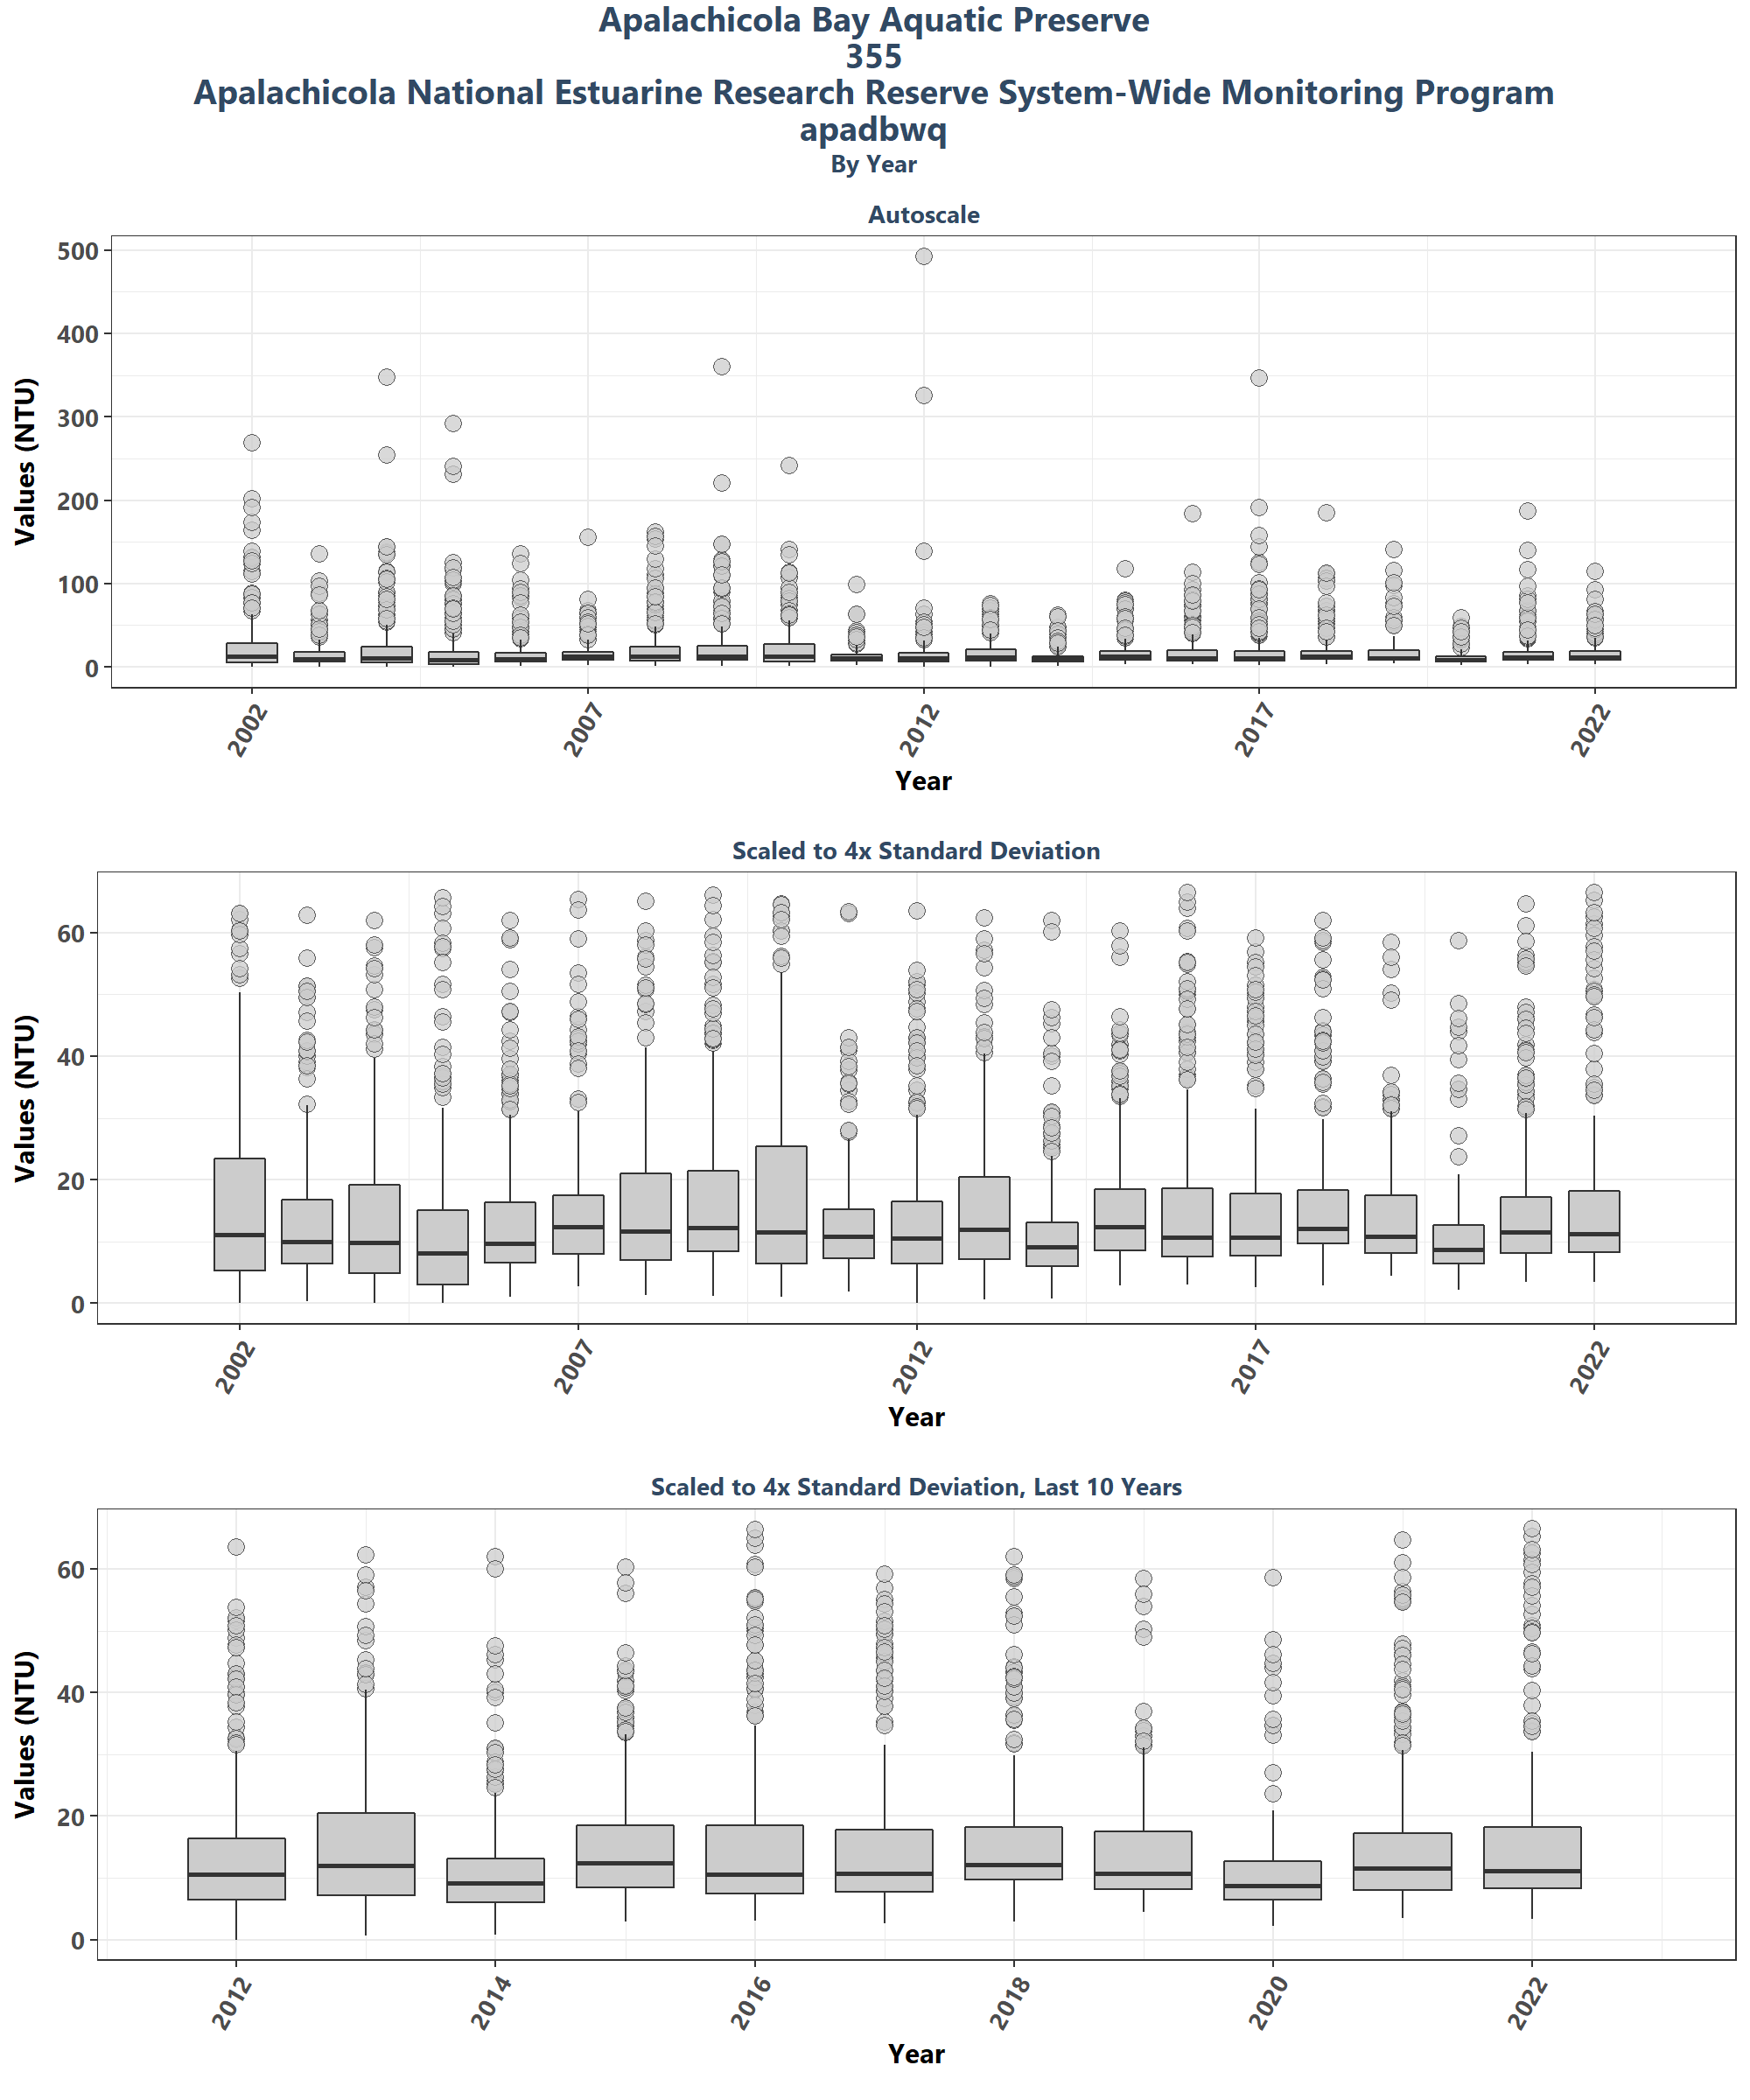 Apalachicola Bay Aquatic Preserve
355
Apalachicola National Estuarine Research Reserve System-Wide Monitoring Program
apadbwq
By Year
Autoscale
Values (NTU)
500
400
300
200
100
0
2002
2007
2012
2017
2022
Year
Scaled to 4x Standard Deviation
Values (NTU)
60
40
20
0
2002
2007
2012
2017
2022
Year
Scaled to 4x Standard Deviation, Last 10 Years
Values (NTU)
60
40
20
0
2012
2014
2016
2018
2020
2022
Year